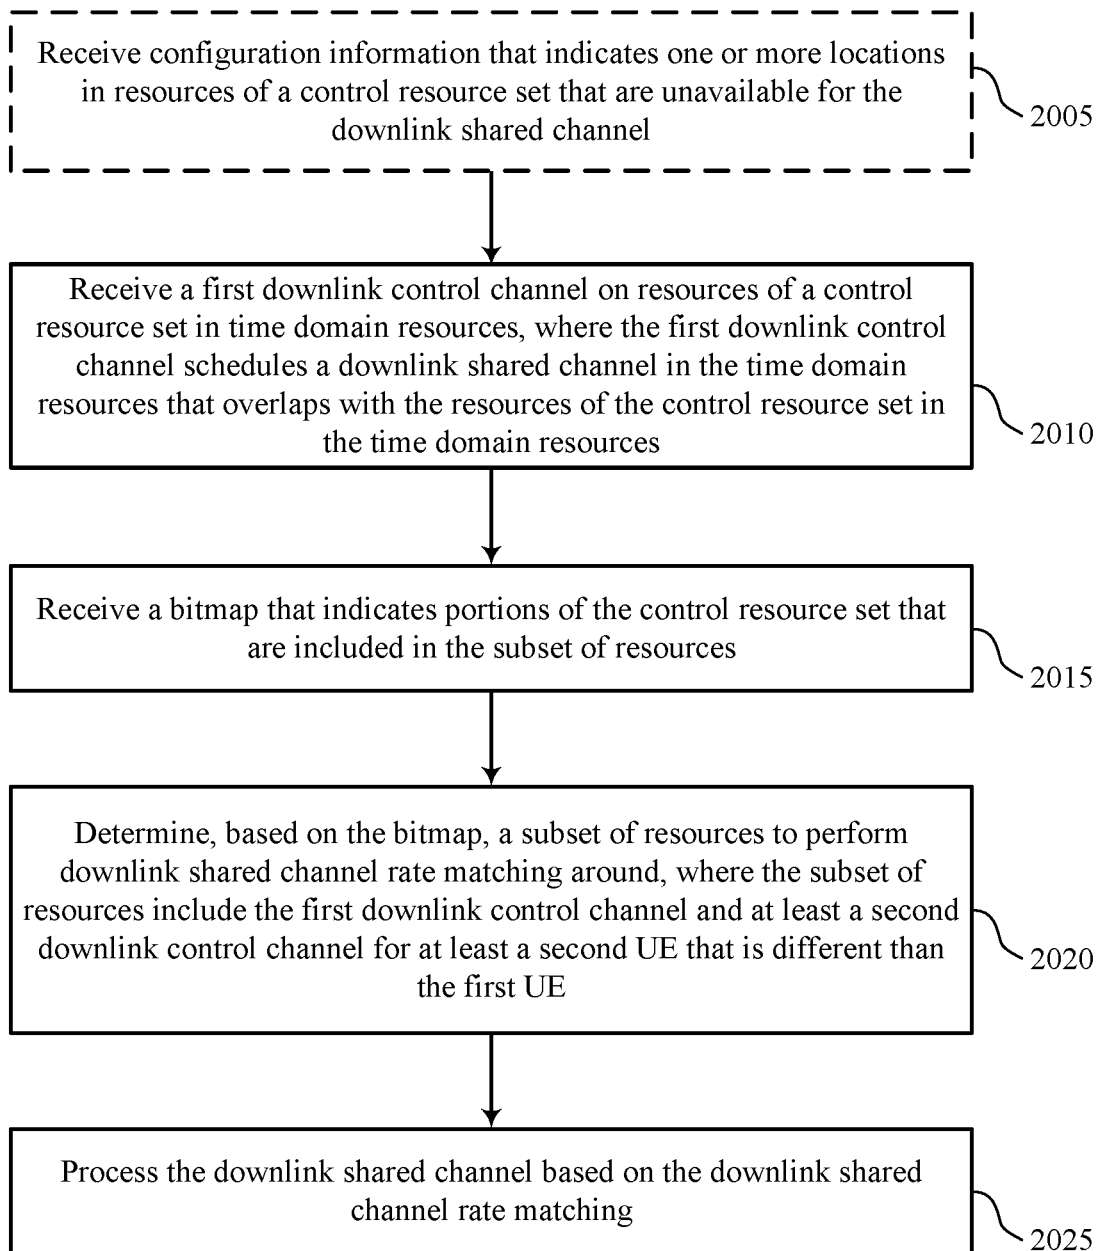 Receive configuration information that indicates one or more locations
in resources of a control resource set that are unavailable for the
downlink shared channel
2005
Receive a first downlink control channel on resources of a control
resource set in time domain resources, where the first downlink control
channel schedules a downlink shared channel in the time domain
resources that overlaps with the resources of the control resource set in
the time domain resources
2010
Receive a bitmap that indicates portions of the control resource set that
are included in the subset of resources
2015
Determine, based on the bitmap, a subset of resources to perform
downlink shared channel rate matching around, where the subset of
resources include the first downlink control channel and at least a second
downlink control channel for at least a second UE that is different than
the first UE
2020
Process the downlink shared channel based on the downlink shared
channel rate matching
2025